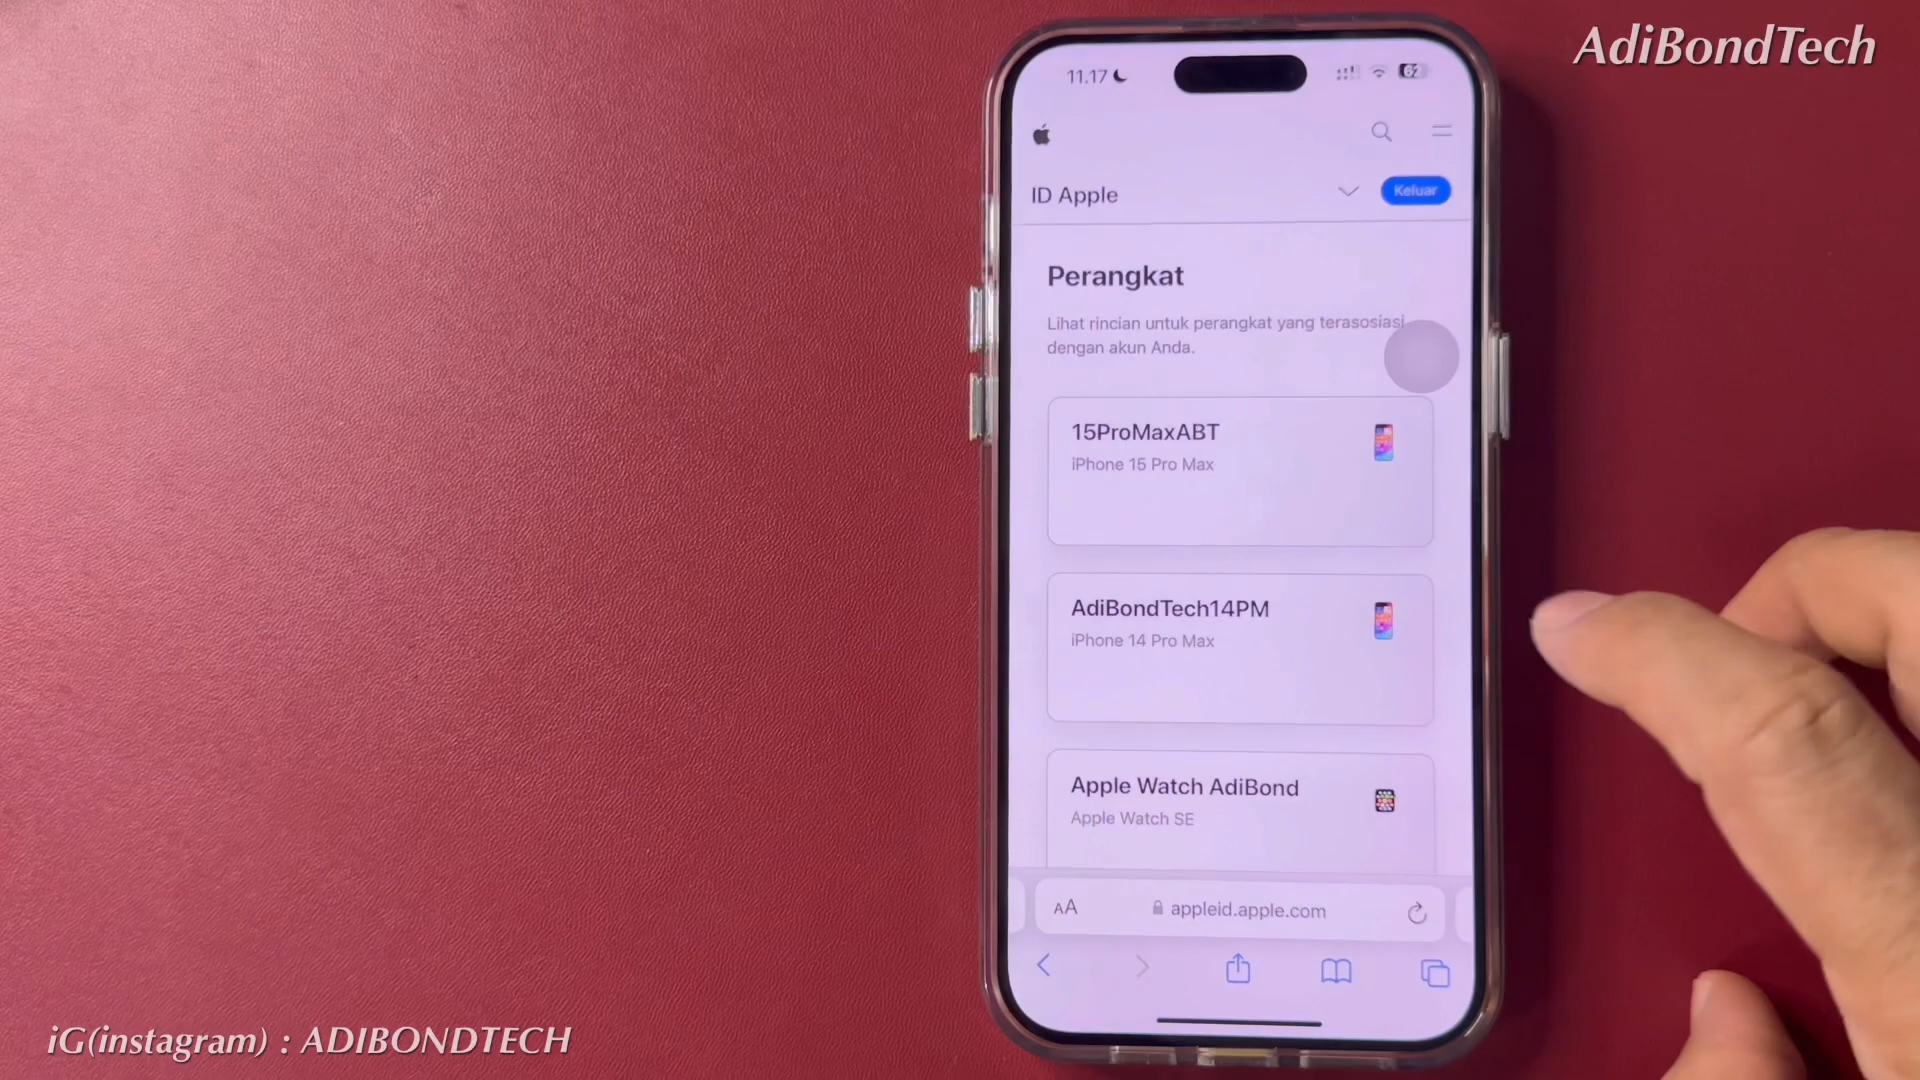 AdiBondTech
11.17
62
ID Apple
Keluar
Perangkat
Lihat rincian untuk perangkat yang terasosiasi
dengan akun Anda.
15ProMaxABT
iPhone 15 Pro Max
AdiBondTech14PM
iPhone 14 Pro Max
Apple Watch AdiBond
Apple Watch SE
AA
appleid.apple.com
iG(instagram) : ADIBONDTECH